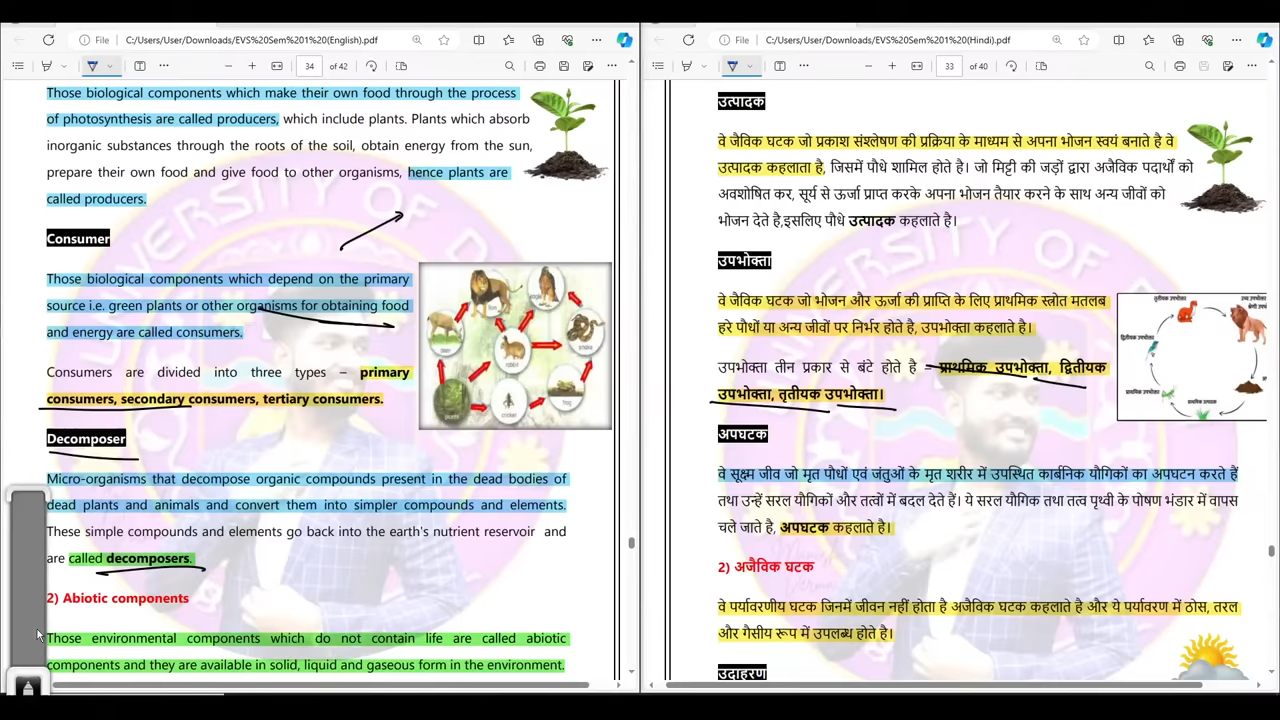 File C:/Users/User/Downloads/EVS%20Sem%201%20(English).pdf
34 of 42
Those biological components which make their own food through the process
of photosynthesis are called producers, which include plants. Plants which absorb
inorganic substances through the roots of the soil, obtain energy from the sun,
prepare their own food and give food to other organisms, hence plants are
called producers.
Consumer
Those biological components which depend on the primary
source i.e. green plants or other organisms for obtaining food
and energy are called consumers.
Consumers are divided into three types – primary
consumers, secondary consumers, tertiary consumers.
Decomposer
Micro-organisms that decompose organic compounds present in the dead bodies of
dead plants and animals and convert them into simpler compounds and elements.
These simple compounds and elements go back into the earth's nutrient reservoir and
are called decomposers.
2) Abiotic components
Those environmental components which do not contain life are called abiotic
components and they are available in solid, liquid and gaseous form in the environment.
File C:/Users/User/Downloads/EVS%20Sem%201%20(Hindi).pdf
33 of 40
उत्पादक
वे जैविक घटक जो प्रकाश संश्लेषण की प्रक्रिया के माध्यम से अपना भोजन स्वयं बनाते है वे
उत्पादक कहलाता है, जिसमें पौधे शामिल होते है। जो मिट्टी की जड़ों द्वारा अजैविक पदार्थों को
अवशोषित कर, सूर्य से ऊर्जा प्राप्त करके अपना भोजन तैयार करने के साथ अन्य जीवों को
भोजन देते है,इसलिए पौधे उत्पादक कहलाते है।
उपभोक्ता
वे जैविक घटक जो भोजन और ऊर्जा की प्राप्ति के लिए प्राथमिक स्त्रोत मतलब
हरे पौधों या अन्य जीवों पर निर्भर होते है, उपभोक्ता कहलाते है।
उपभोक्ता तीन प्रकार से बंटे होते है – प्राथमिक उपभोक्ता, द्वितीयक
उपभोक्ता, तृतीयक उपभोक्ता।
अपघटक
वे सूक्ष्म जीव जो मृत पौधों एवं जंतुओं के मृत शरीर में उपस्थित कार्बनिक यौगिकों का अपघटन करते हैं
तथा उन्हें सरल यौगिकों और तत्वों में बदल देते हैं। ये सरल यौगिक तथा तत्व पृथ्वी के पोषण भंडार में वापस
चले जाते है, अपघटक कहलाते है।
2) अजैविक घटक
वे पर्यावरणीय घटक जिनमें जीवन नहीं होता है अजैविक घटक कहलाते है और ये पर्यावरण में ठोस, तरल
और गैसीय रूप में उपलब्ध होते है।
उदाहरण